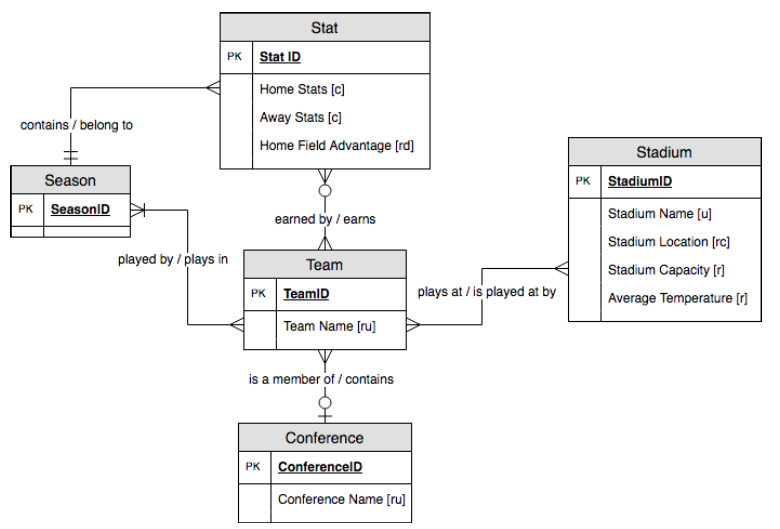 Stat
PK Stat ID
Home Stats [c]
Away Stats [c]
Home Field Advantage [rd]
contains / belong to
Season
PK SeasonID
earned by / earns
played by / plays in
Team
PK TeamID
Team Name [ru]
plays at / is played at by
Stadium
PK StadiumID
Stadium Name [u]
Stadium Location [rc]
Stadium Capacity [r]
Average Temperature [r]
is a member of / contains
Conference
PK ConferenceID
Conference Name [ru]